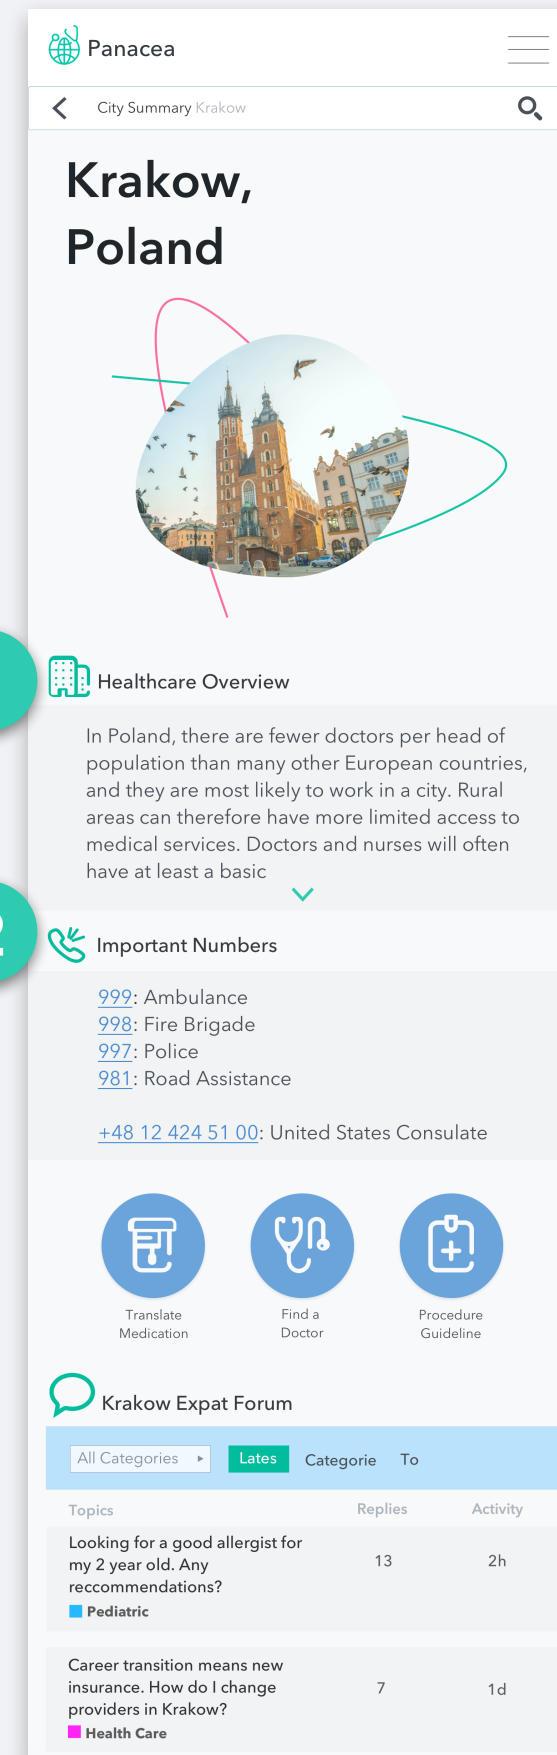 Panacea
City Summary Krakow
Krakow,
Poland
Healthcare Overview
In Poland, there are fewer doctors per head of
population than many other European countries,
and they are most likely to work in a city. Rural
areas can therefore have more limited access to
medical services. Doctors and nurses will often
have at least a basic
Important Numbers
999: Ambulance
998: Fire Brigade
997: Police
981: Road Assistance
+48 12 424 51 00: United States Consulate
Translate
Medication
Find a
Doctor
Procedure
Guideline
Krakow Expat Forum
All Categories Lates Categorie To
Topics Replies Activity
Looking for a good allergist for
my 2 year old. Any
reccommendations?
13 2h
Pediatric
Career transition means new
insurance. How do I change
providers in Krakow?
7 1d
Health Care